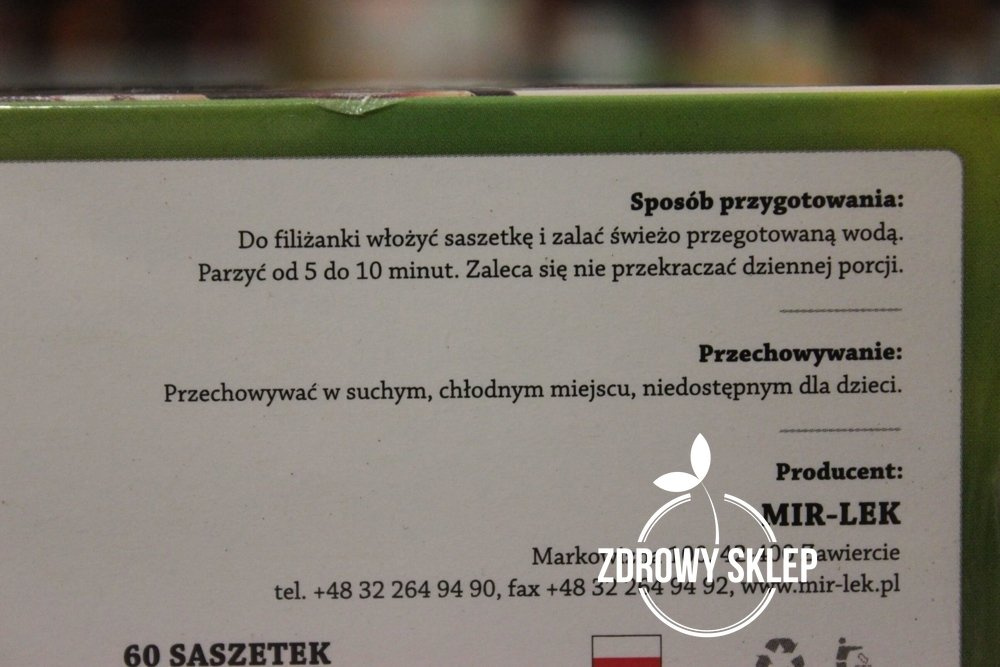 Sposób przygotowania:
Do filiżanki włożyć saszetkę i zalać świeżo przegotowaną wodą.
Parzyć od 5 do 10 minut. Zaleca się nie przekraczać dziennej porcji.
Przechowywanie:
Przechowywać w suchym, chłodnym miejscu, niedostępnym dla dzieci.
Producent:
MIR-LEK
Zawiercie
ZDROWY SKLEP
tel. +48 32 264 94 90, fax +48 32 264 94 92, www.mir-lek.pl
60 SASZETEK